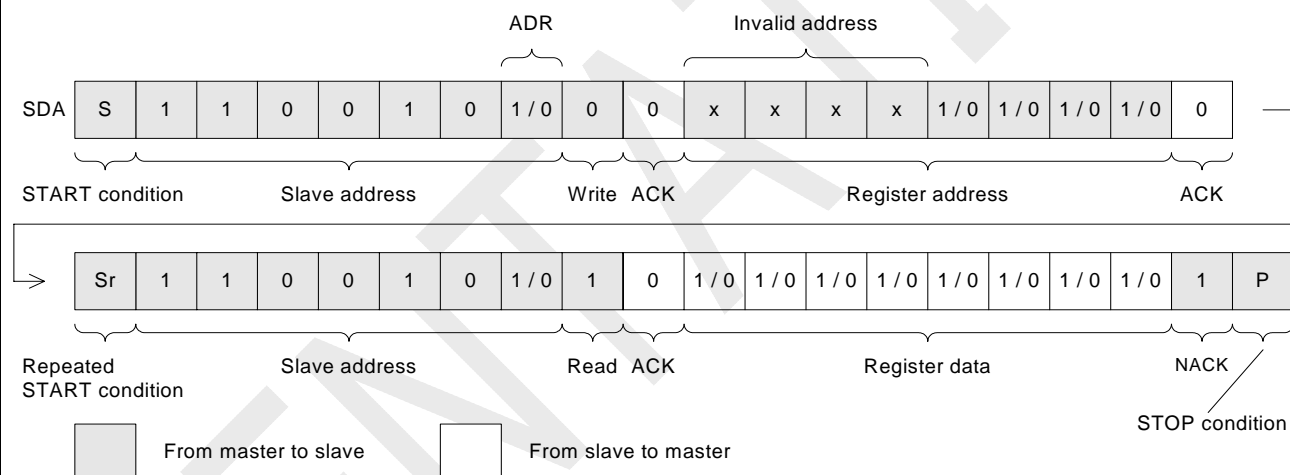 ADR Invalid address
SDA S 1 1 0 0 1 0 1 / 0 0 0 x x x x 1 / 0 1 / 0 1 / 0 1 / 0 0
START condition Slave address Write ACK Register address ACK
Sr 1 1 0 0 1 0 1 / 0 1 0 1 / 0 1 / 0 1 / 0 1 / 0 1 / 0 1 / 0 1 / 0 1 / 0 1 P
Repeated Slave address Read ACK Register data NACK
START condition
STOP condition
From master to slave From slave to master